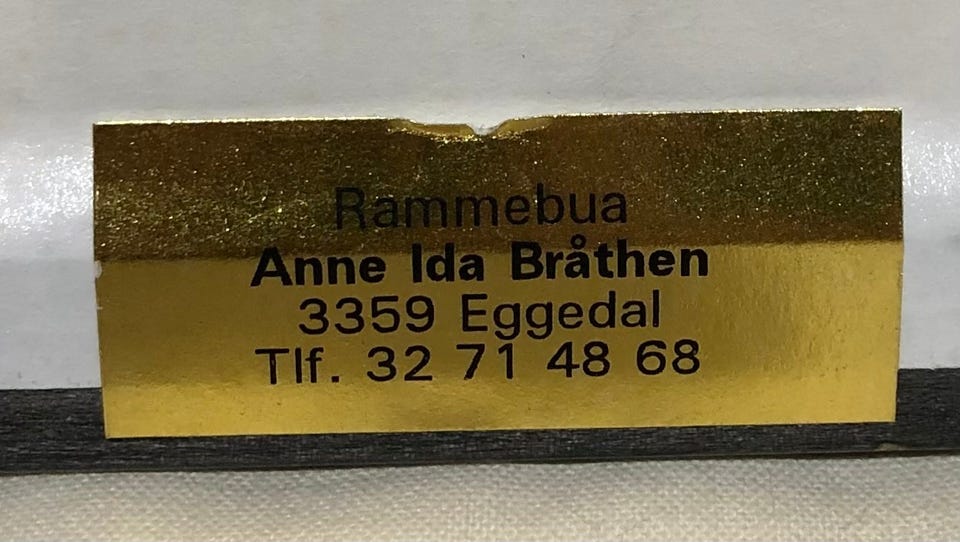 Rammebua
Anne Ida Bråthen
3359 Eggedal
Tlf. 32 71 48 68